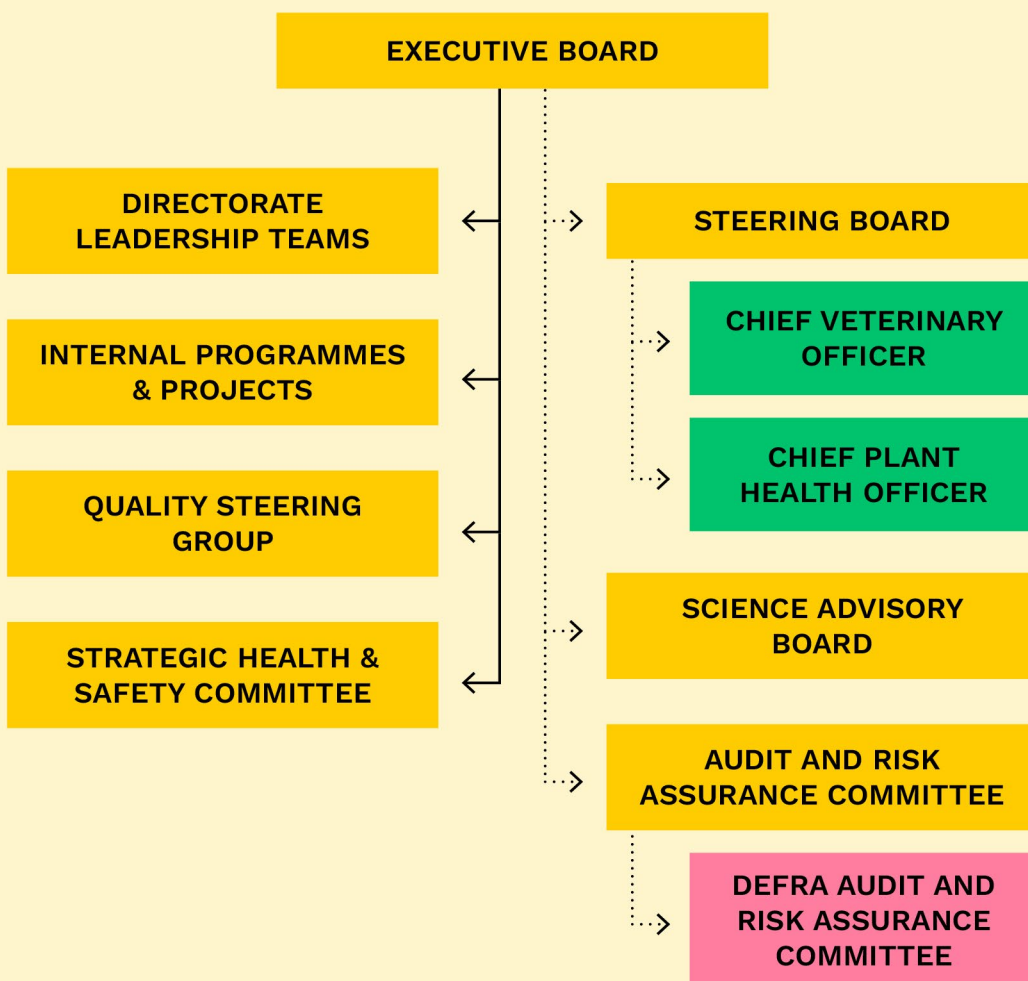 EXECUTIVE BOARD
DIRECTORATE
LEADERSHIP TEAMS
INTERNAL PROGRAMMES
& PROJECTS
QUALITY STEERING
GROUP
STRATEGIC HEALTH &
SAFETY COMMITTEE
STEERING BOARD
CHIEF VETERINARY
OFFICER
CHIEF PLANT
HEALTH OFFICER
SCIENCE ADVISORY
BOARD
AUDIT AND RISK
ASSURANCE COMMITTEE
DEFRA AUDIT AND
RISK ASSURANCE
COMMITTEE